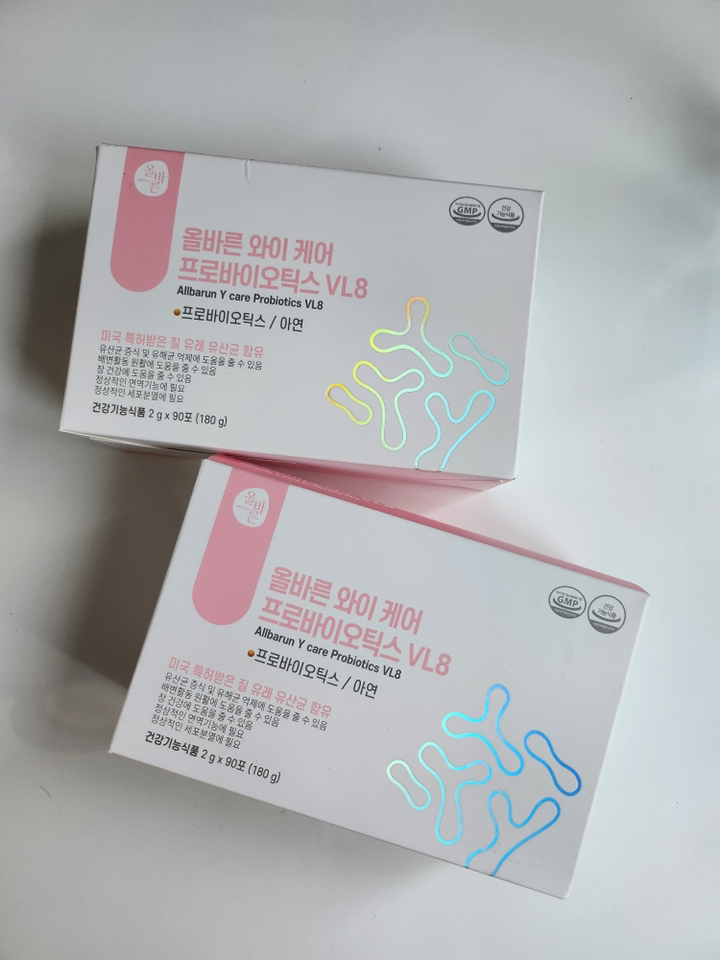 올바른
GMP
건강
기능식품
올바른 와이 케어
프로바이오틱스 VL8
Allbarun Y care Probiotics VL8
프로바이오틱스 / 아연
미국 특허받은 질 유래 유산균 함유
유산균 증식 및 유해균 억제에 도움을 줄 수 있음
배변활동 원활에 도움을 줄 수 있음
장 건강에 도움을 줄 수 있음
정상적인 면역기능에 필요
정상적인 세포분열에 필요
건강기능식품 2 g x 90포 (180 g)
올바른
GMP
건강
기능식품
올바른 와이 케어
프로바이오틱스 VL8
Allbarun Y care Probiotics VL8
프로바이오틱스 / 아연
미국 특허받은 질 유래 유산균 함유
유산균 증식 및 유해균 억제에 도움을 줄 수 있음
배변활동 원활에 도움을 줄 수 있음
장 건강에 도움을 줄 수 있음
정상적인 면역기능에 필요
정상적인 세포분열에 필요
건강기능식품 2 g x 90포 (180 g)